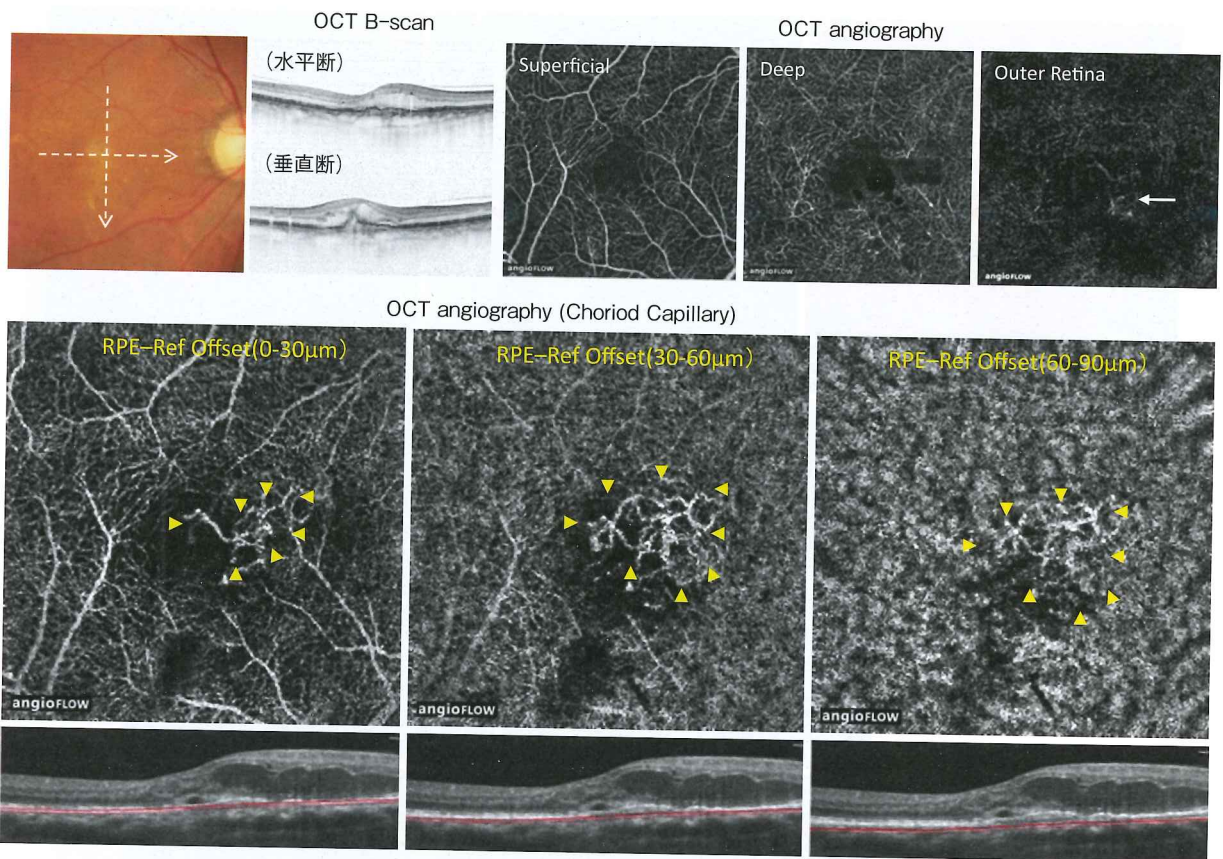 OCT B-scan
OCT angiography
(水平断)
(垂直断)
Superficial
Deep
Outer Retina
angioFLOW
angioFLOW
angioFLOW
OCT angiography (Choriod Capillary)
RPE–Ref Offset(0-30μm)
RPE–Ref Offset(30-60μm)
RPE–Ref Offset(60-90μm)
angioFLOW
angioFLOW
angioFLOW